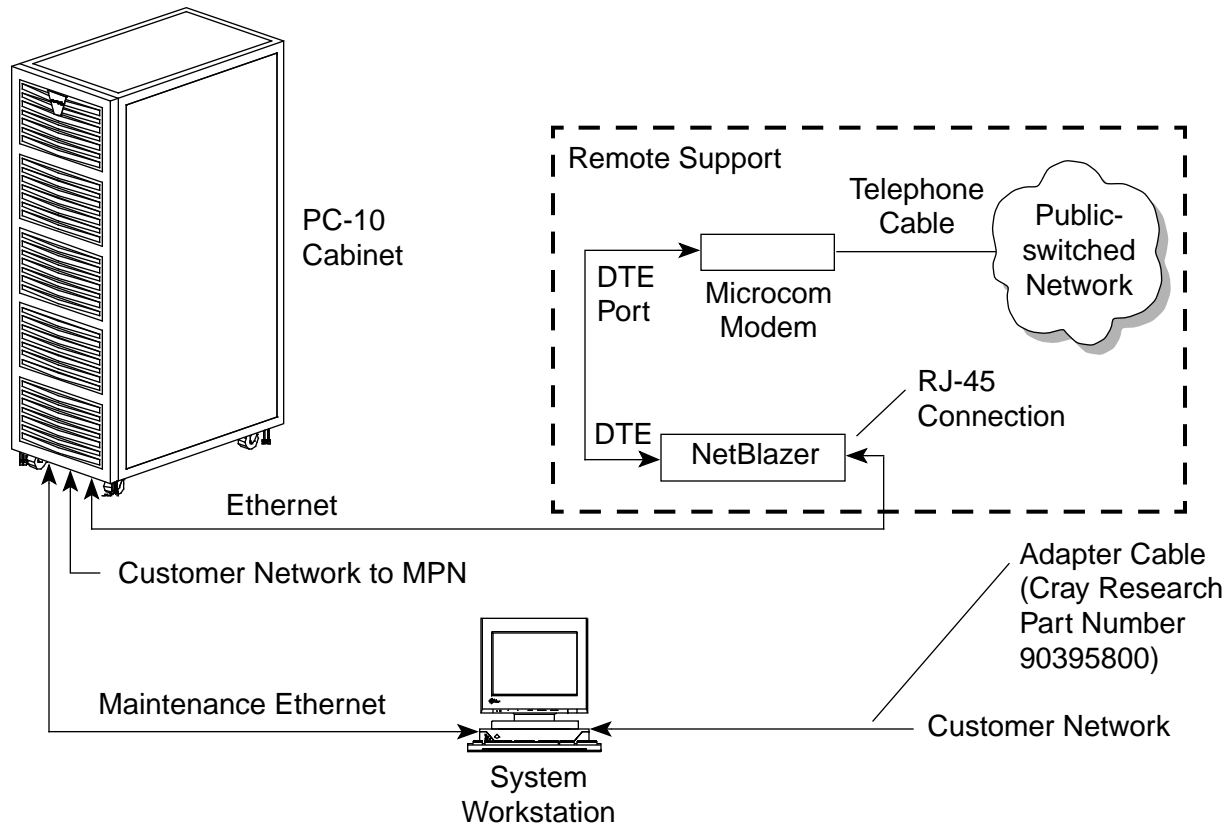 PC-10
Cabinet
Remote Support
Telephone
Cable
Public-
switched
Network
DTE
Port
Microcom
Modem
RJ-45
Connection
DTE
NetBlazer
Ethernet
Customer Network to MPN
Adapter Cable
(Cray Research
Part Number
90395800)
Maintenance Ethernet
Customer Network
System
Workstation